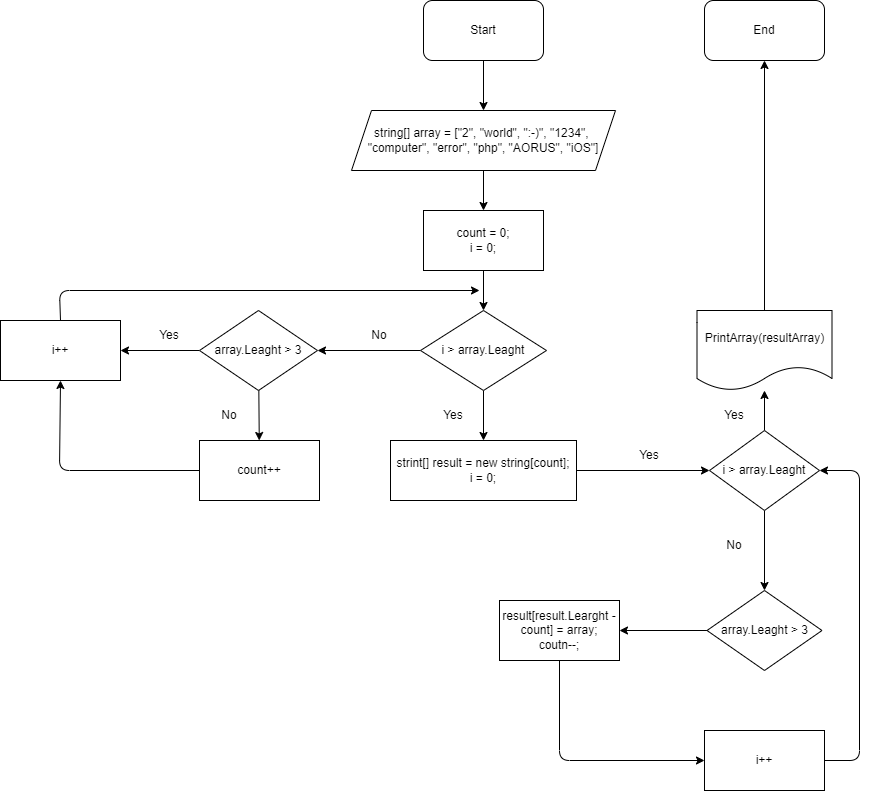 Start
End
string[] array = ["2", "world", ":-)", "1234",
"computer", "error", "php", "AORUS", "iOS"]
count = 0;
i = 0;
i++
Yes
array.Leaght > 3
No
i > array.Leaght
PrintArray(resultArray)
No
Yes
Yes
count++
strint[] result = new string[count];
i = 0;
Yes
i > array.Leaght
No
result[result.Learght -
count] = array;
coutn--;
array.Leaght > 3
i++